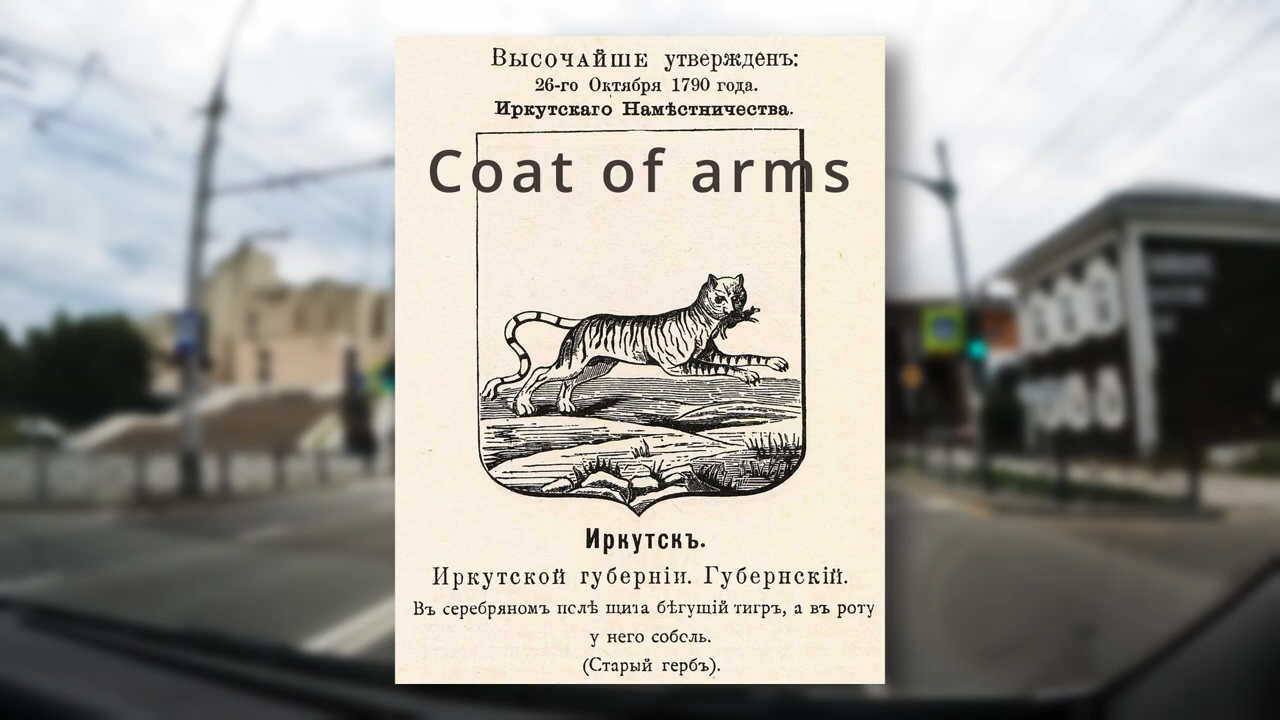 Высочайше утвержденъ:
26-го Октября 1790 года.
Иркутскаго Намѣстничества.
Coat of arms
Иркутскъ.
Иркутской губерніи. Губернскій.
Въ серебряномъ полѣ щита бѣгущій тигръ, а въ роту
у него соболь.
(Старый гербъ).